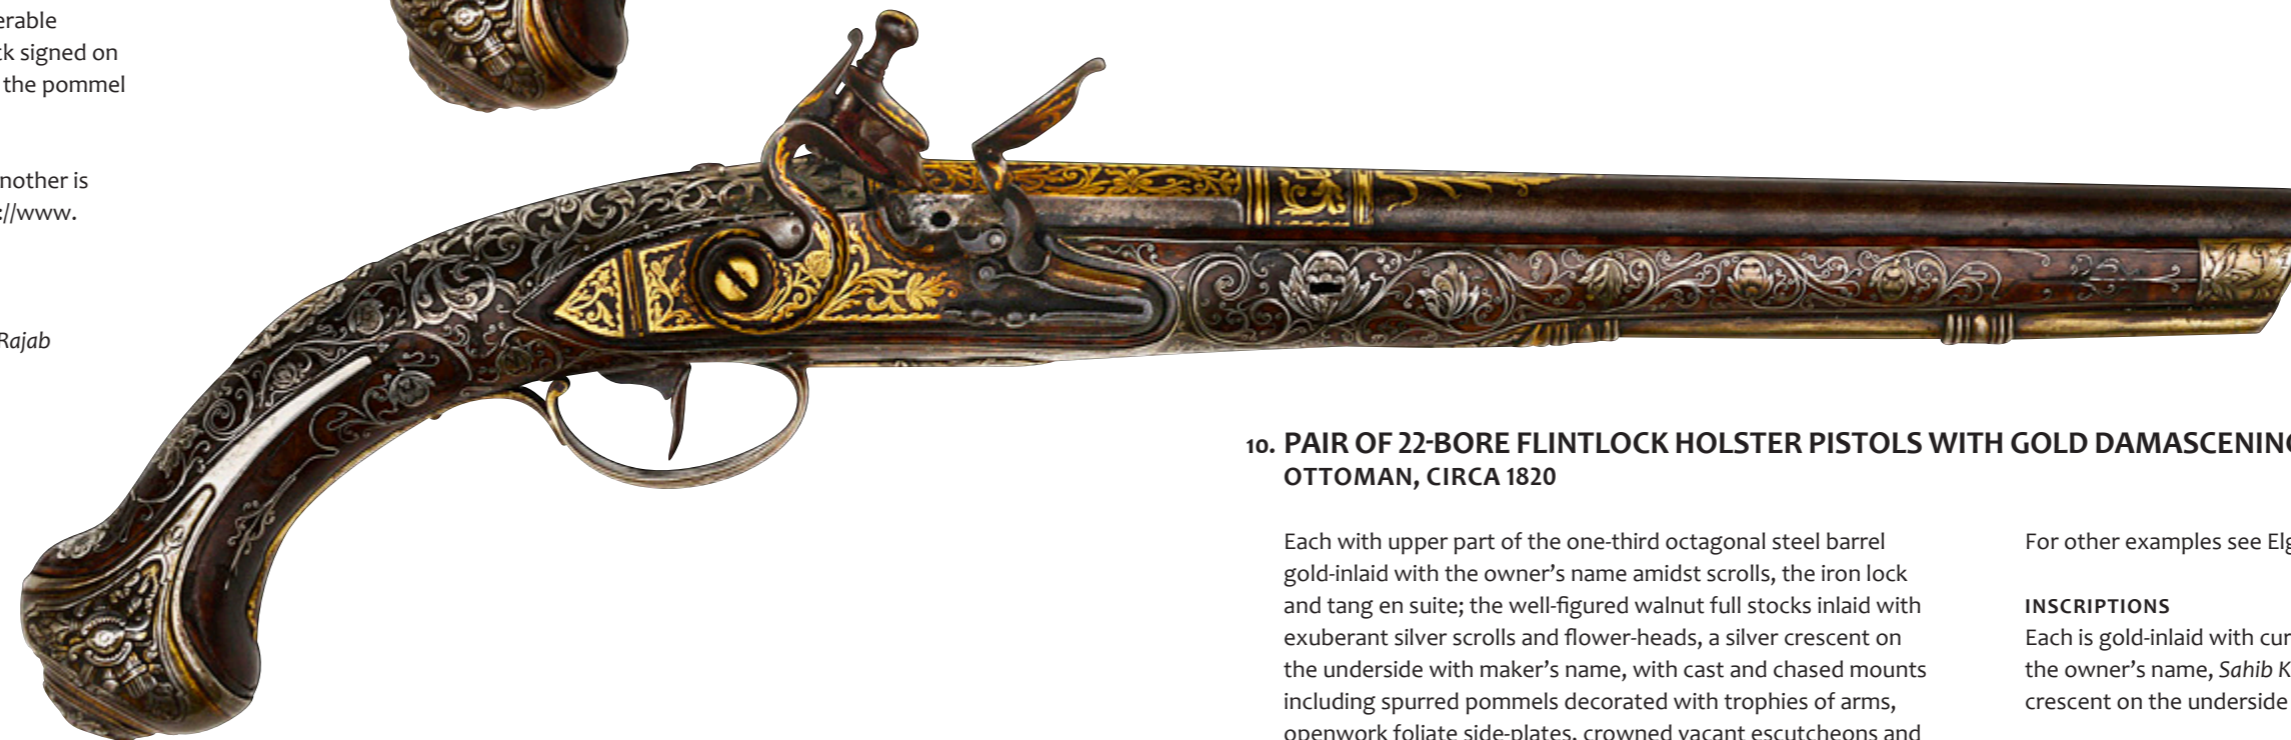 erable
ck signed on
the pommel
nother is
://www.
Rajab
10. PAIR OF 22-BORE FLINTLOCK HOLSTER PISTOLS WITH GOLD DAMASCENING
OTTOMAN, CIRCA 1820
Each with upper part of the one-third octagonal steel barrel
gold-inlaid with the owner’s name amidst scrolls, the iron lock
and tang en suite; the well-figured walnut full stocks inlaid with
exuberant silver scrolls and flower-heads, a silver crescent on
the underside with maker’s name, with cast and chased mounts
including spurred pommels decorated with trophies of arms,
openwork foliate side-plates, crowned vacant escutcheons and
For other examples see Elg
INSCRIPTIONS
Each is gold-inlaid with cur
the owner’s name, Sahib K
crescent on the underside